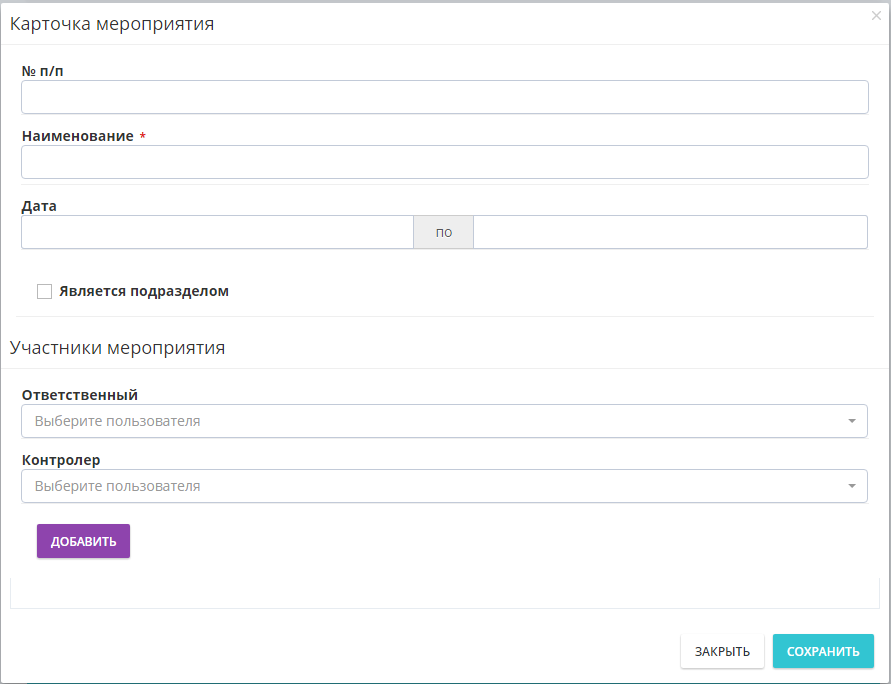 Карточка мероприятия
№ п/п
Наименование *
Дата
по
Является подразделом
Участники мероприятия
Ответственный
Выберите пользователя
Контролер
Выберите пользователя
ДОБАВИТЬ
ЗАКРЫТЬ СОХРАНИТЬ